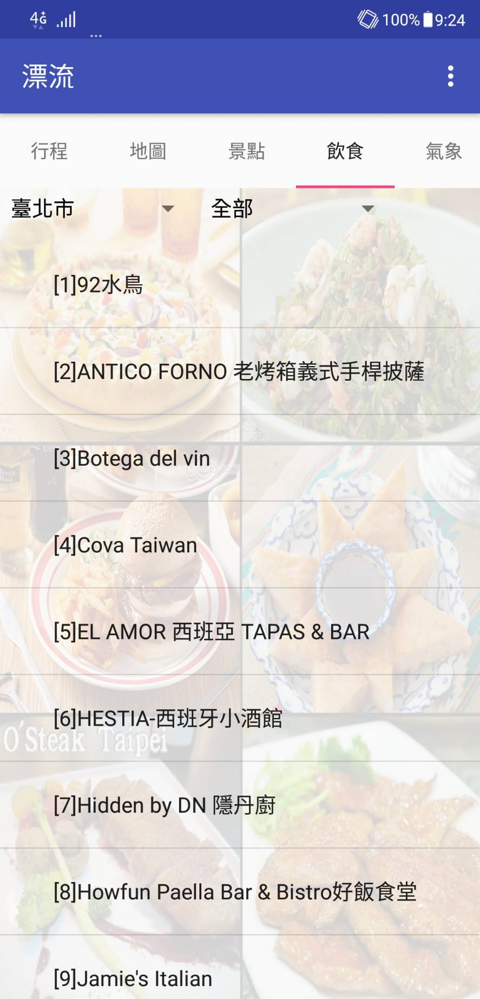 4G+ 100% 9:24
漂流
行程 地圖 景點 飲食 氣象
臺北市 全部
[1]92水鳥
[2]ANTICO FORNO 老烤箱義式手桿披薩
[3]Botega del vin
[4]Cova Taiwan
[5]EL AMOR 西班亞 TAPAS & BAR
[6]HESTIA-西班牙小酒館
O'Steak Taipei
[7]Hidden by DN 隱丹廚
[8]Howfun Paella Bar & Bistro好飯食堂
[9]Jamie's Italian